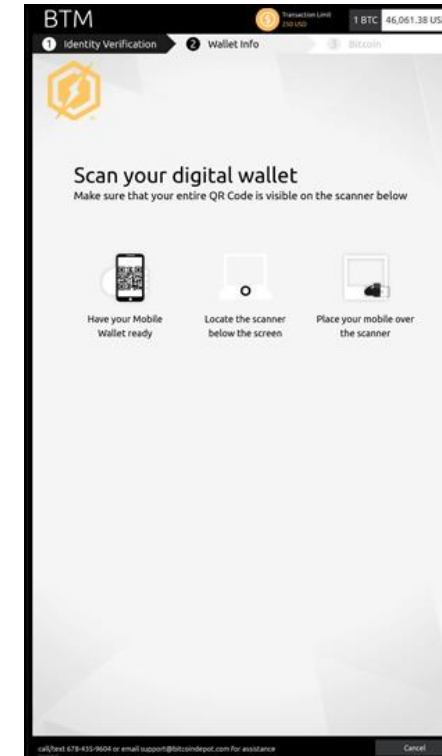 BTM
Transaction Limit
250 USD
1 BTC 46,061.38 US
1 Identity Verification
2 Wallet Info
3 Bitcoin
Scan your digital wallet
Make sure that your entire QR Code is visible on the scanner below
Have your Mobile
Wallet ready
Locate the scanner
below the screen
Place your mobile over
the scanner
call/text 678-435-9604 or email support@bitcoindepot.com for assistance
Cancel